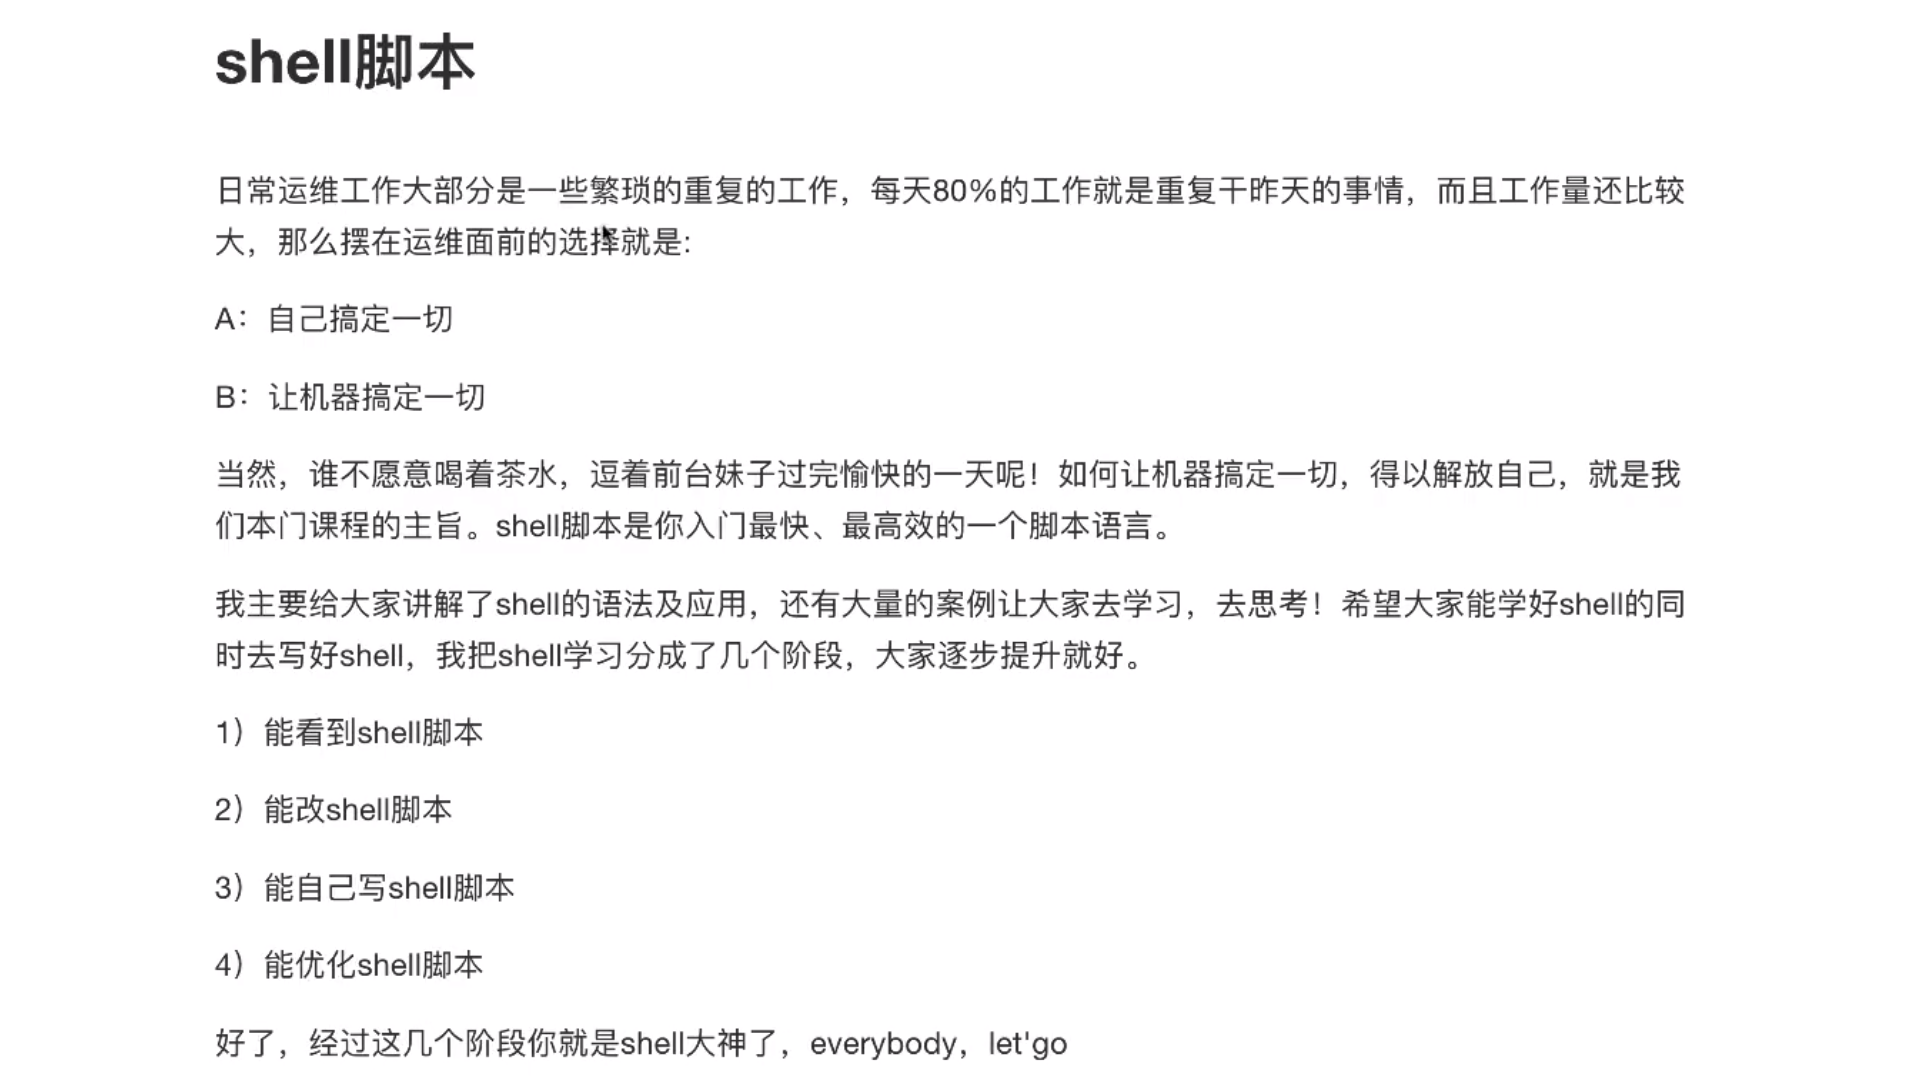 shell脚本
日常运维工作大部分是一些繁琐的重复的工作，每天80%的工作就是重复干昨天的事情，而且工作量还比较
大，那么摆在运维面前的选择就是:
A：自己搞定一切
B：让机器搞定一切
当然，谁不愿意喝着茶水，逗着前台妹子过完愉快的一天呢！如何让机器搞定一切，得以解放自己，就是我
们本门课程的主旨。shell脚本是你入门最快、最高效的一个脚本语言。
我主要给大家讲解了shell的语法及应用，还有大量的案例让大家去学习，去思考！希望大家能学好shell的同
时去写好shell，我把shell学习分成了几个阶段，大家逐步提升就好。
1）能看到shell脚本
2）能改shell脚本
3）能自己写shell脚本
4）能优化shell脚本
好了，经过这几个阶段你就是shell大神了，everybody，let'go